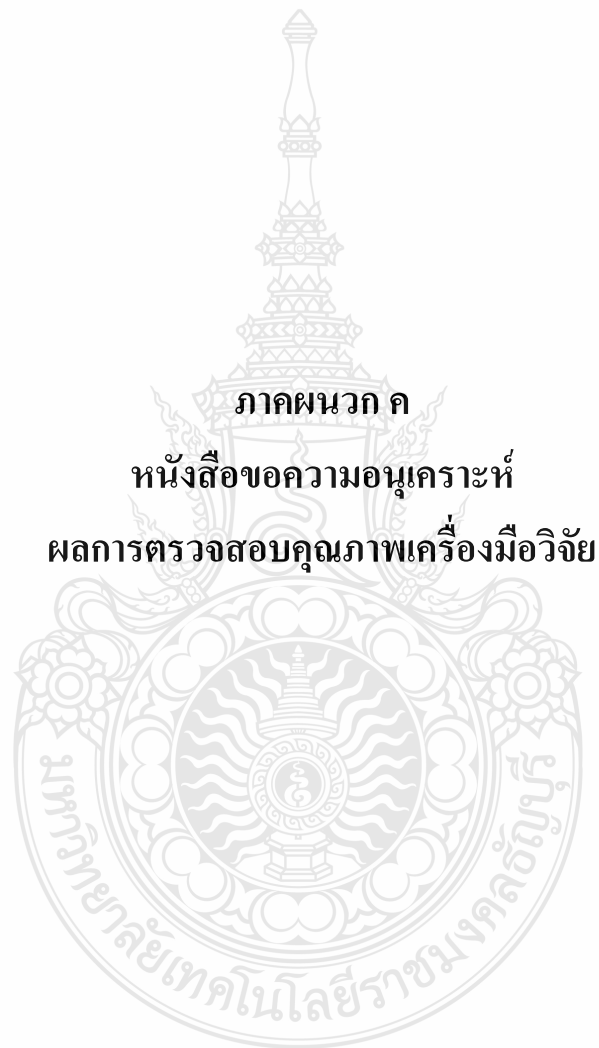 ภาคผนวก ค
หนังสือขอความอนุเคราะห์
ผลการตรวจสอบคุณภาพเครื่องมือวิจัย
มหาวิทยาลัยเทคโนโลยีราชมงคลธัญบุรี